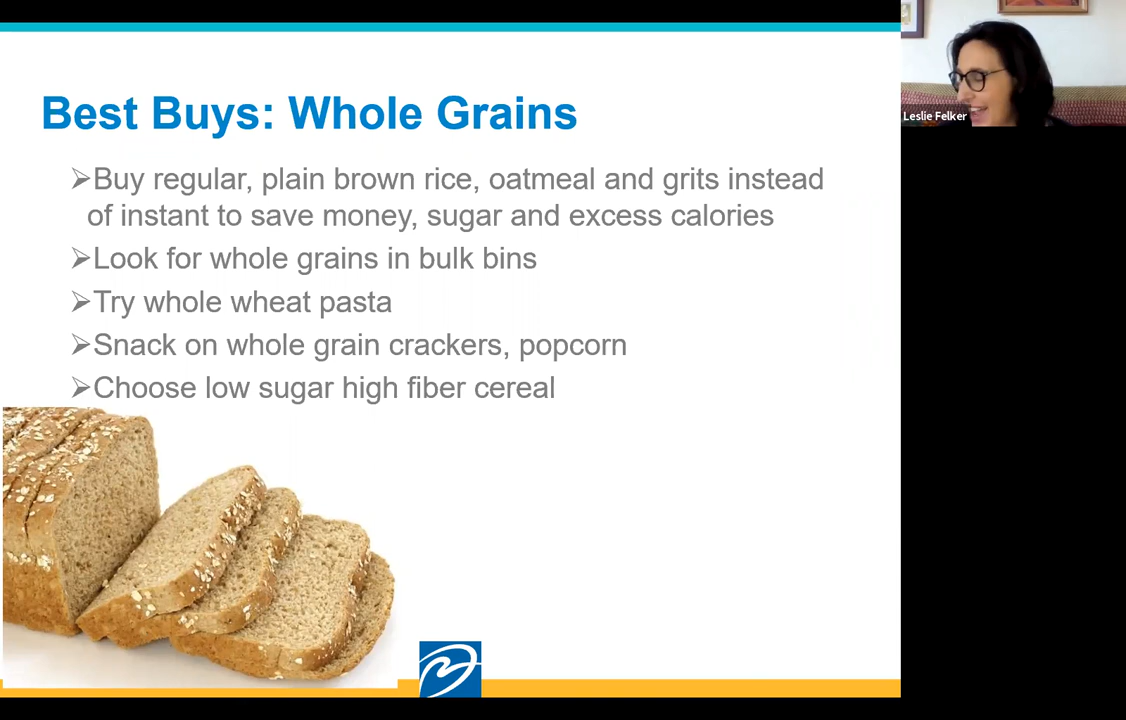 Best Buys: Whole Grains
➢Buy regular, plain brown rice, oatmeal and grits instead
of instant to save money, sugar and excess calories
➢Look for whole grains in bulk bins
➢Try whole wheat pasta
➢Snack on whole grain crackers, popcorn
➢Choose low sugar high fiber cereal
Leslie Felker